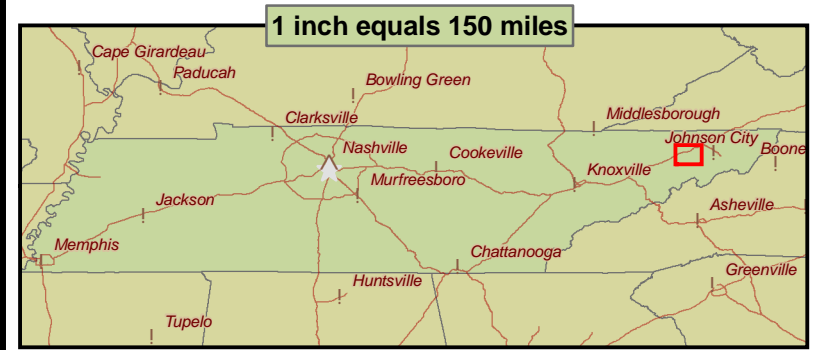 1 inch equals 150 miles
Cape Girardeau
Paducah
Bowling Green
Clarksville
Middlesborough
Johnson City
Nashville
Cookeville
Boone
Knoxville
Murfreesboro
Jackson
Asheville
Memphis
Chattanooga
Greenville
Huntsville
Tupelo